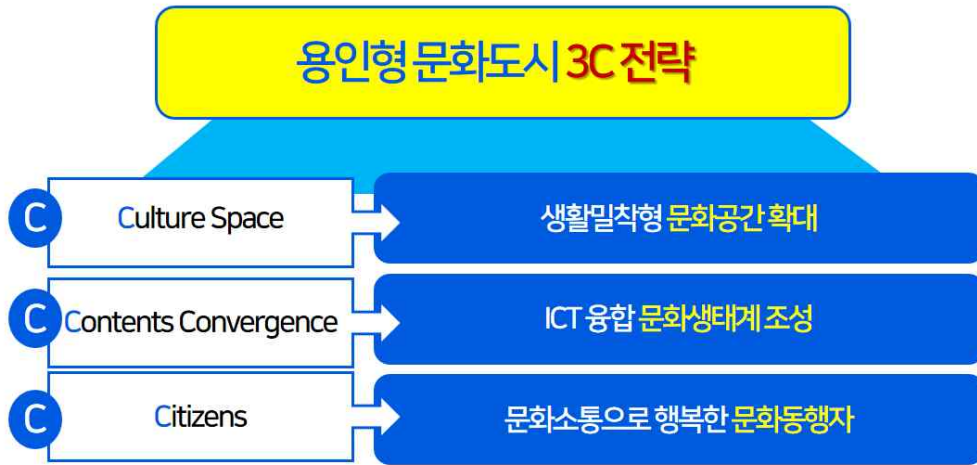 용인형 문화도시 3C 전략
C Culture Space 생활밀착형 문화공간 확대
C Contents Convergence ICT 융합 문화생태계 조성
C Citizens 문화소통으로 행복한 문화동행자